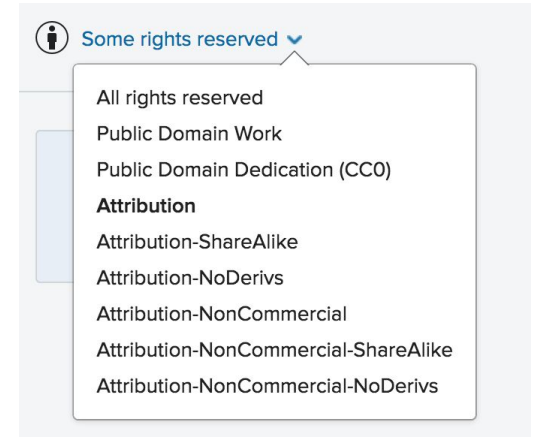 Some rights reserved
All rights reserved
Public Domain Work
Public Domain Dedication (CC0)
Attribution
Attribution-ShareAlike
Attribution-NoDerivs
Attribution-NonCommercial
Attribution-NonCommercial-ShareAlike
Attribution-NonCommercial-NoDerivs